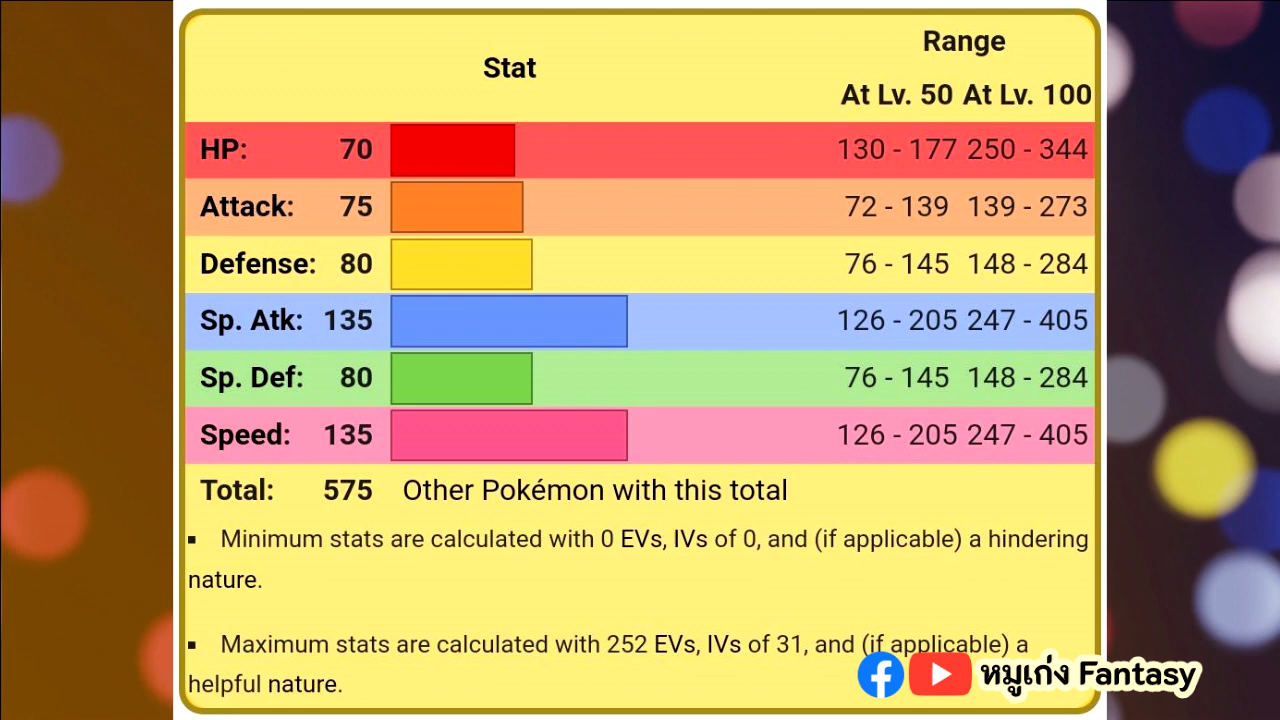 Stat
Range
At Lv. 50 At Lv. 100
HP: 70 130 - 177 250 - 344
Attack: 75 72 - 139 139 - 273
Defense: 80 76 - 145 148 - 284
Sp. Atk: 135 126 - 205 247 - 405
Sp. Def: 80 76 - 145 148 - 284
Speed: 135 126 - 205 247 - 405
Total: 575 Other Pokémon with this total
▪ Minimum stats are calculated with 0 EVs, IVs of 0, and (if applicable) a hindering
nature.
▪ Maximum stats are calculated with 252 EVs, IVs of 31, and (if applicable) a
helpful nature.
หมูเก่ง Fantasy